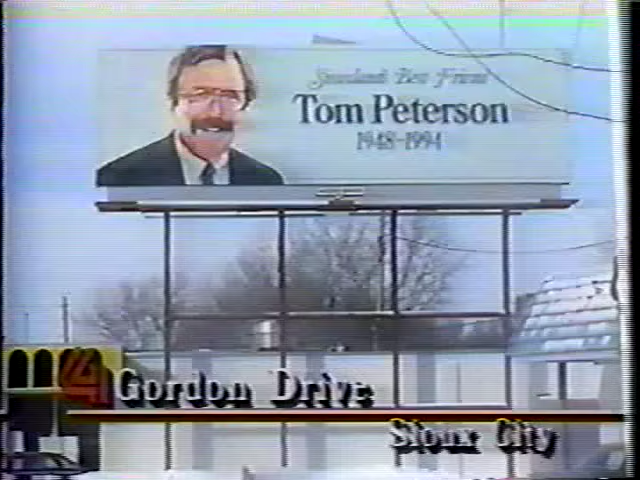 Siouxland's Best Friend
Tom Peterson
1948-1994
4
Gordon Drive
Sioux City